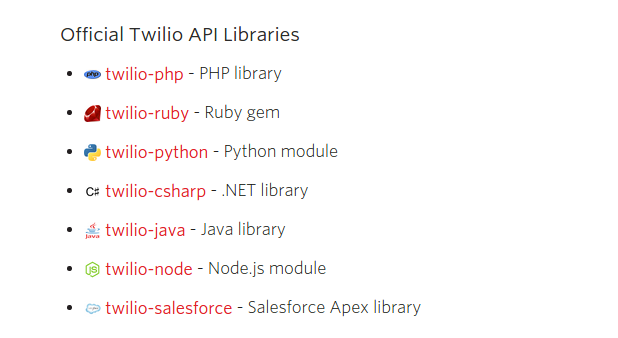 Official Twilio API Libraries
php twilio-php - PHP library
twilio-ruby - Ruby gem
twilio-python - Python module
C# twilio-csharp - .NET library
Java twilio-java - Java library
JS twilio-node - Node.js module
twilio-salesforce - Salesforce Apex library